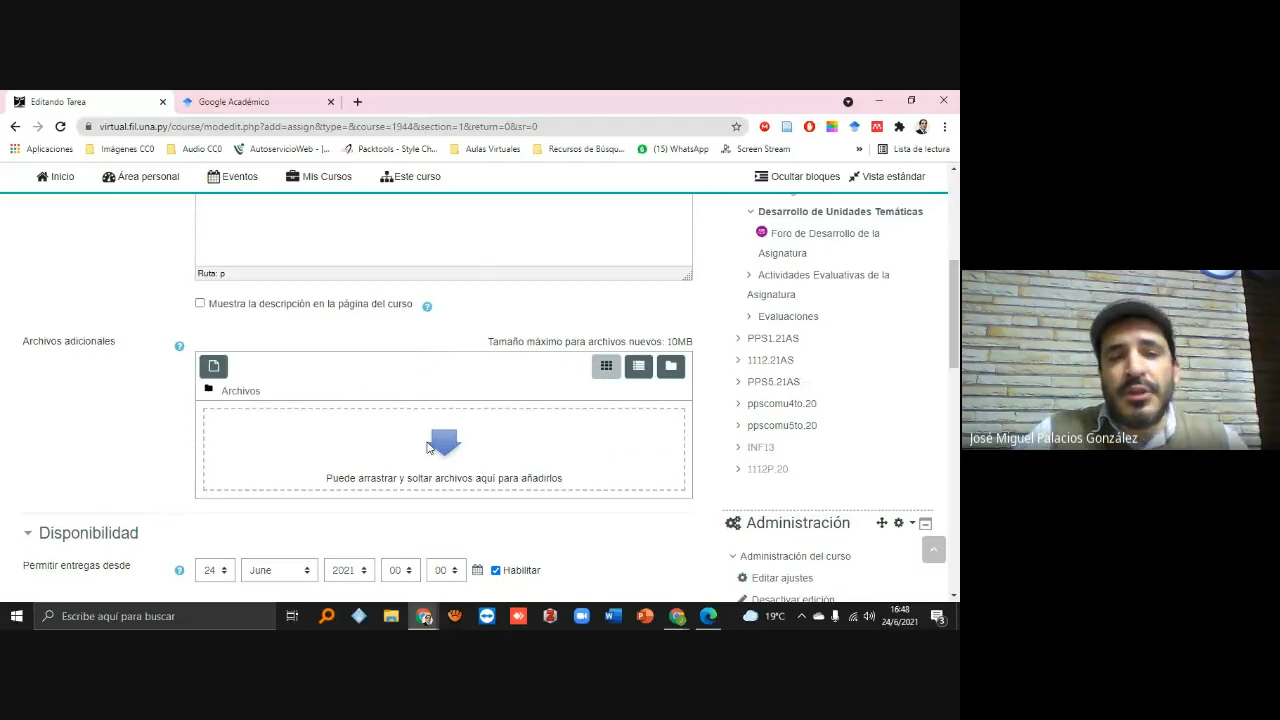 Editando Tarea
Google Académico
virtual.fil.una.py/course/modedit.php?add=assign&type=&course=1944&section=1&return=0&sr=0
Aplicaciones
Imágenes CC0
Audio CC0
AutoservicioWeb - |...
Packtools - Style Ch...
Aulas Virtuales
Recursos de Búsqu...
(15) WhatsApp
Screen Stream
»
Lista de lectura
Inicio
Área personal
Eventos
Mis Cursos
Este curso
Ocultar bloques
Vista estándar
Ruta: p
Muestra la descripción en la página del curso
Archivos adicionales
Tamaño máximo para archivos nuevos: 10MB
Archivos
Puede arrastrar y soltar archivos aquí para añadirlos
Disponibilidad
Permitir entregas desde
24
June
2021
00
00
Habilitar
Desarrollo de Unidades Temáticas
Foro de Desarrollo de la
Asignatura
Actividades Evaluativas de la
Asignatura
Evaluaciones
PPS1.21AS
1112.21AS
PPS5.21AS
ppscomu4to.20
ppscomu5to.20
INF13
1112P.20
Administración
Administración del curso
Editar ajustes
Desactivar edición
José Miguel Palacios González
Escribe aquí para buscar
19°C
16:48
24/6/2021
3